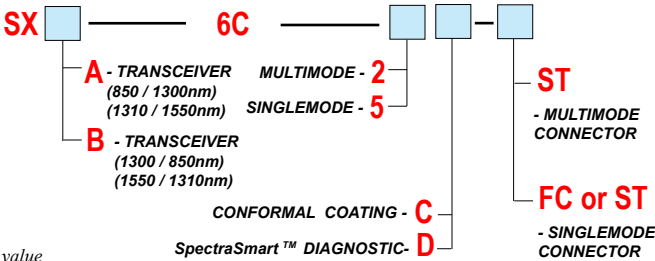 SX — 6C — —
A - TRANSCEIVER
(850 / 1300nm)
(1310 / 1550nm)
B - TRANSCEIVER
(1300 / 850nm)
(1550 / 1310nm)
MULTIMODE - 2
SINGLEMODE - 5
CONFORMAL COATING - C
SpectraSmart ™ DIAGNOSTIC- D
ST
- MULTIMODE
CONNECTOR
FC or ST
- SINGLEMODE
CONNECTOR
value